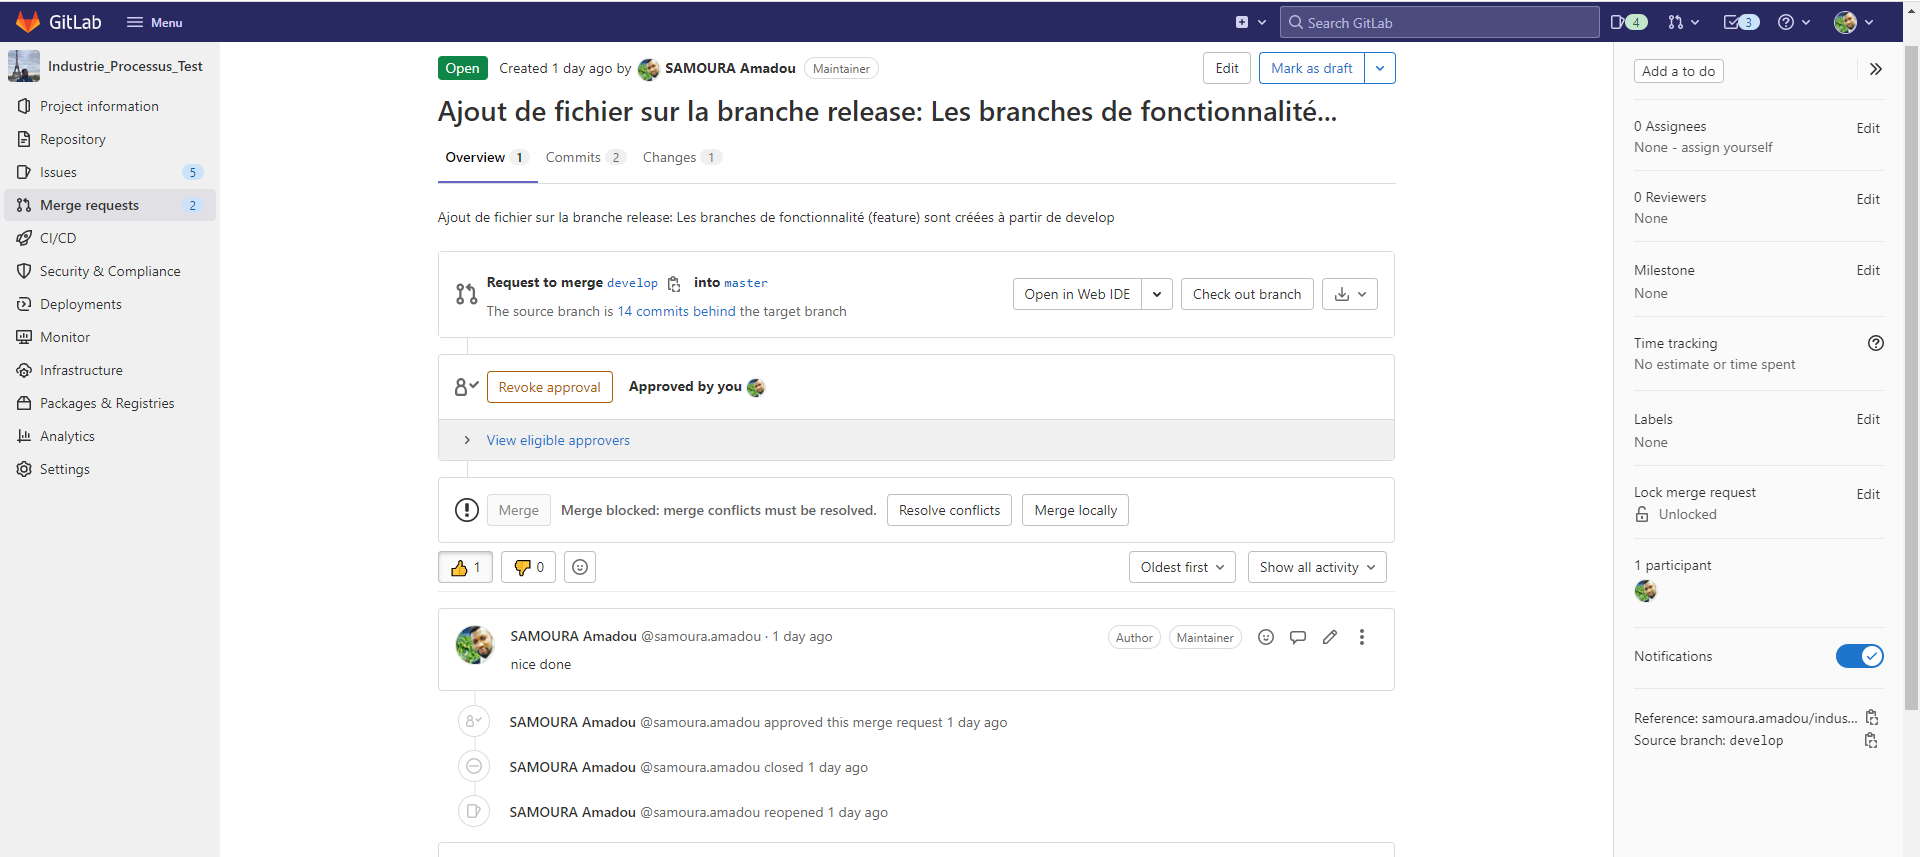 GitLab
Menu
Search GitLab
4
3
Industrie_Processus_Test
Project information
Repository
Issues 5
Merge requests 2
CI/CD
Security & Compliance
Deployments
Monitor
Infrastructure
Packages & Registries
Analytics
Settings
Open Created 1 day ago by SAMOURA Amadou Maintainer
Edit Mark as draft
Ajout de fichier sur la branche release: Les branches de fonctionnalité...
Overview 1 Commits 2 Changes 1
Ajout de fichier sur la branche release: Les branches de fonctionnalité (feature) sont créées à partir de develop
Request to merge develop into master
The source branch is 14 commits behind the target branch
Open in Web IDE Check out branch
Revoke approval Approved by you
View eligible approvers
Merge Merge blocked: merge conflicts must be resolved. Resolve conflicts Merge locally
1 0
Oldest first Show all activity
SAMOURA Amadou @samoura.amadou · 1 day ago
Author Maintainer
nice done
SAMOURA Amadou @samoura.amadou approved this merge request 1 day ago
SAMOURA Amadou @samoura.amadou closed 1 day ago
SAMOURA Amadou @samoura.amadou reopened 1 day ago
Add a to do
0 Assignees Edit
None - assign yourself
0 Reviewers Edit
None
Milestone Edit
None
Time tracking
No estimate or time spent
Labels Edit
None
Lock merge request Edit
Unlocked
1 participant
Notifications
Reference: samoura.amadou/indus...
Source branch: develop